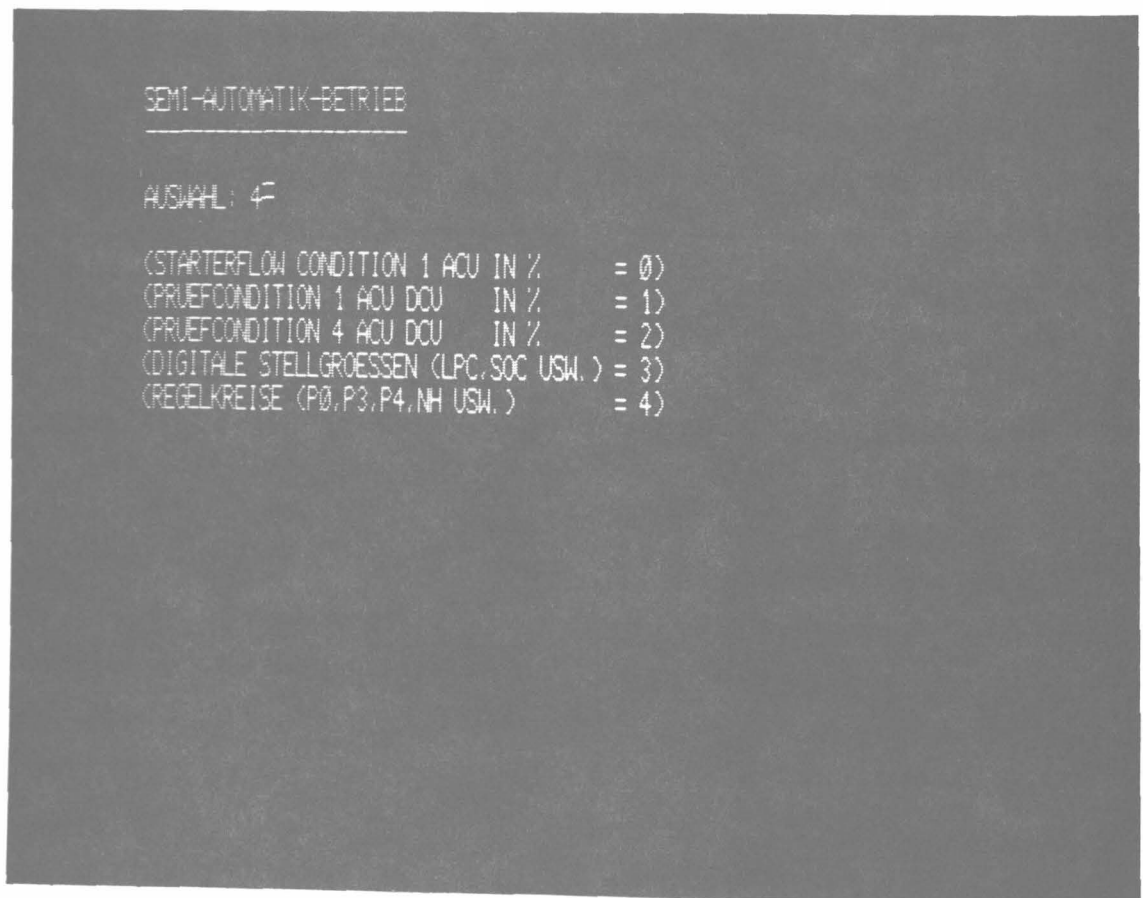 SEMI-AUTOMATIK-BETRIEB
AUSWAHL: 4
(STARTERFLOW CONDITION 1 ACU IN % = 0)
(PRUEFCONDITION 1 ACU DCU IN % = 1)
(PRUEFCONDITION 4 ACU DCU IN % = 2)
(DIGITALE STELLGROESSEN (LPC,SOC USW.) = 3)
(REGELKREISE (P0,P3,P4,NH USW.) = 4)